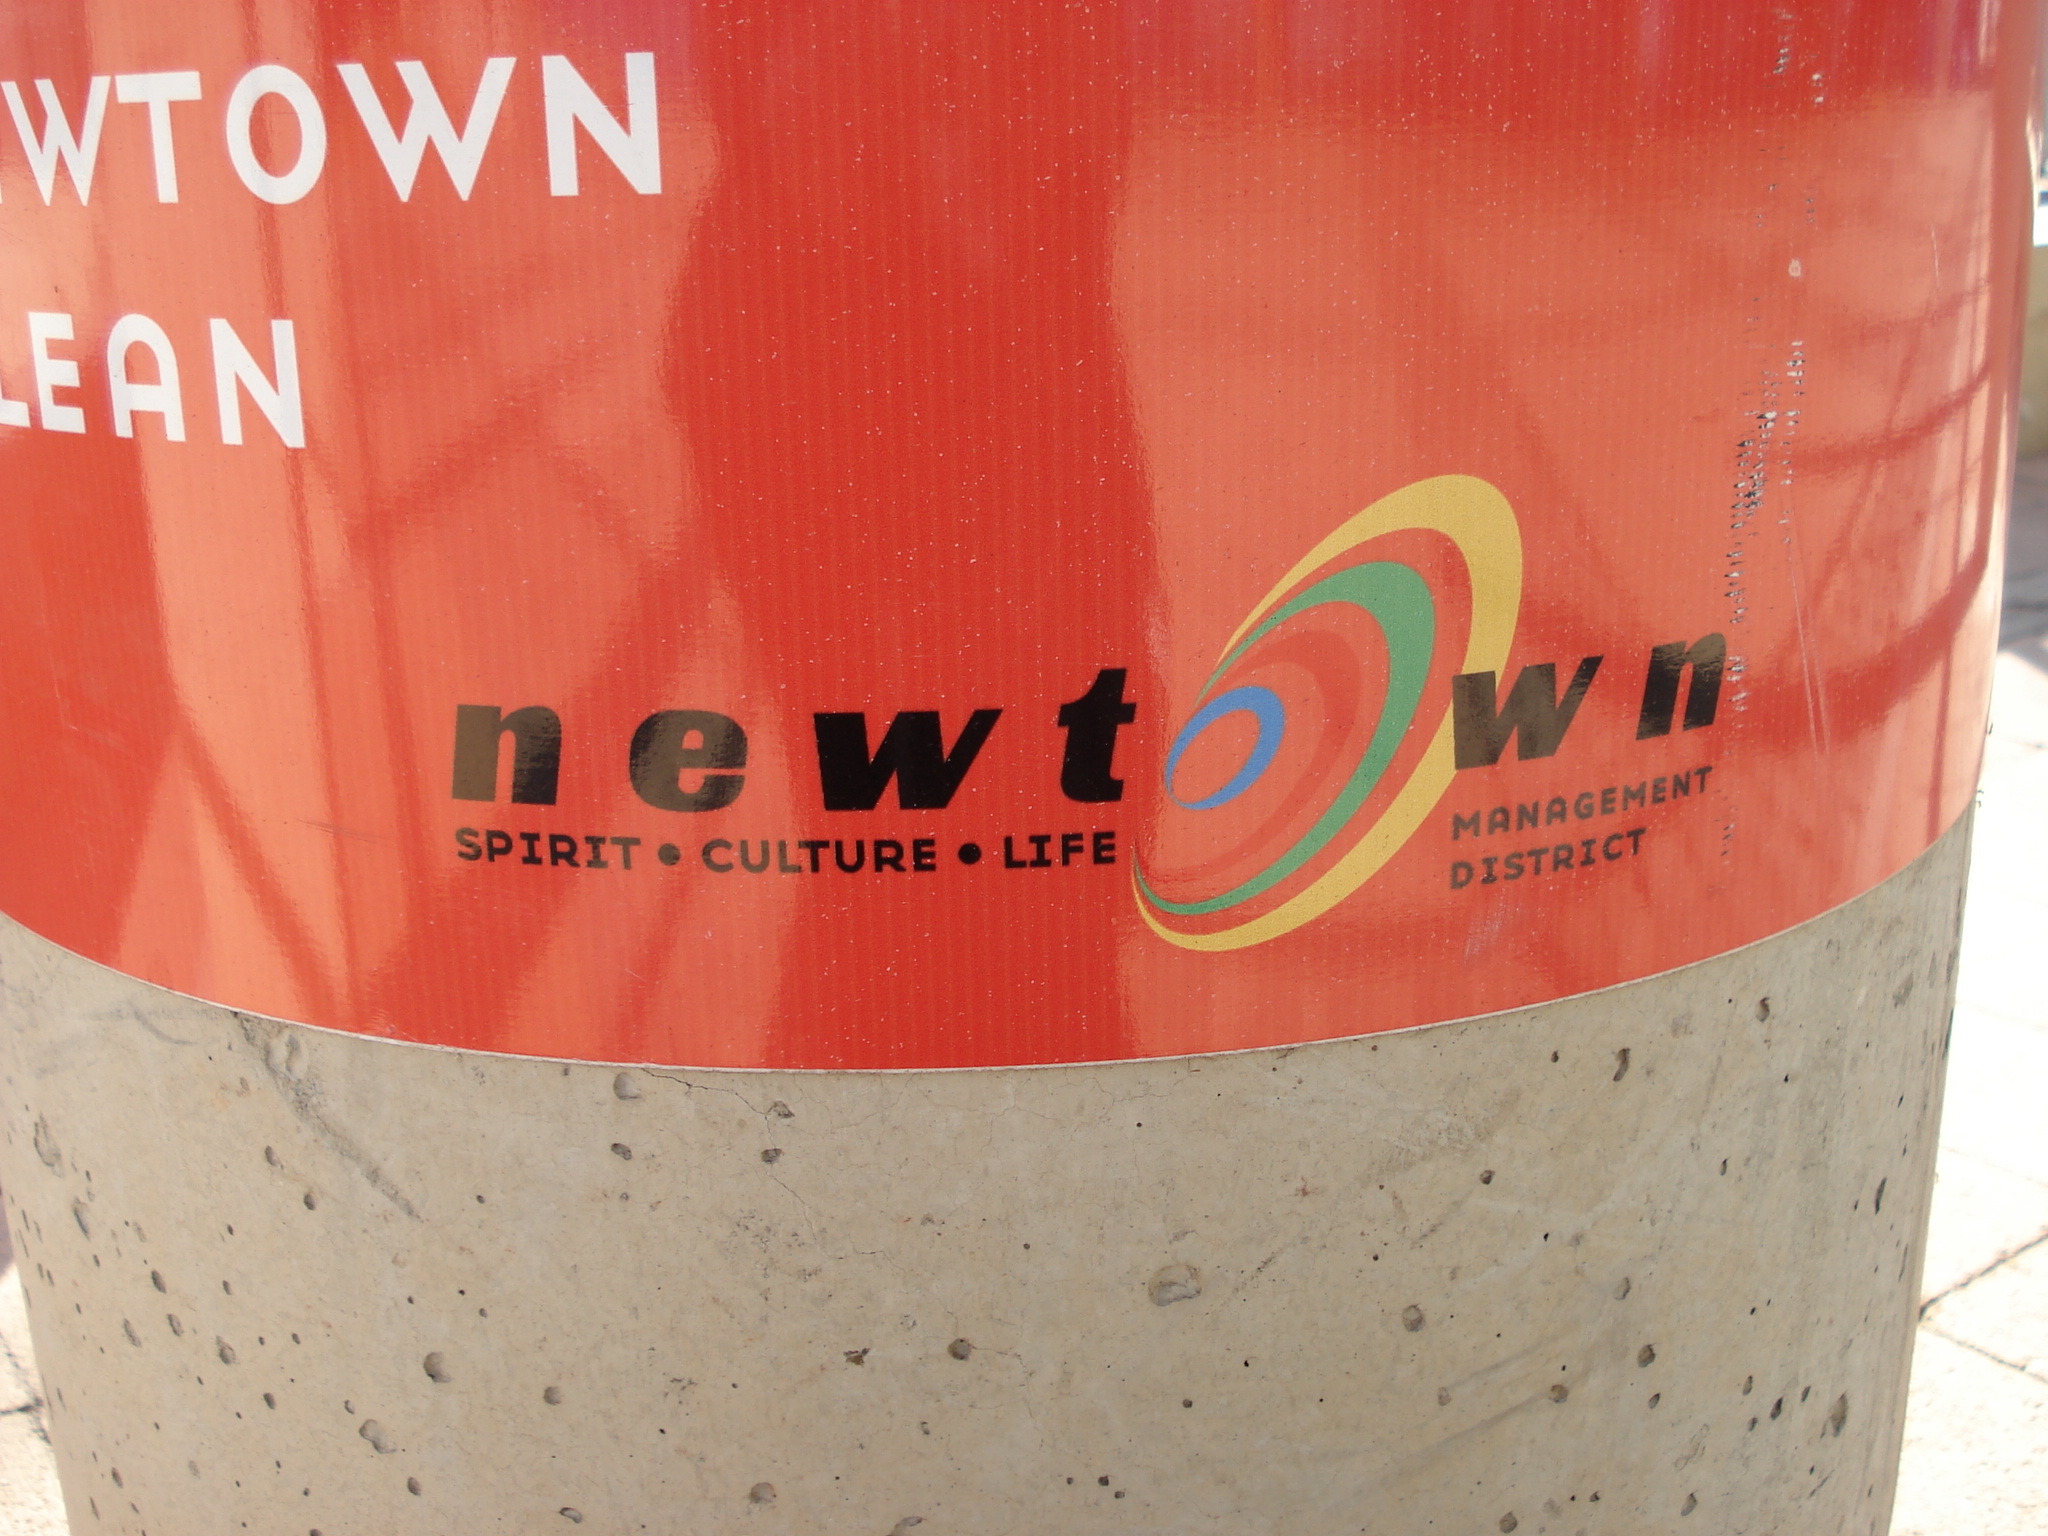 WTOWN
LEAN
newtown
SPIRIT • CULTURE • LIFE
MANAGEMENT
DISTRICT